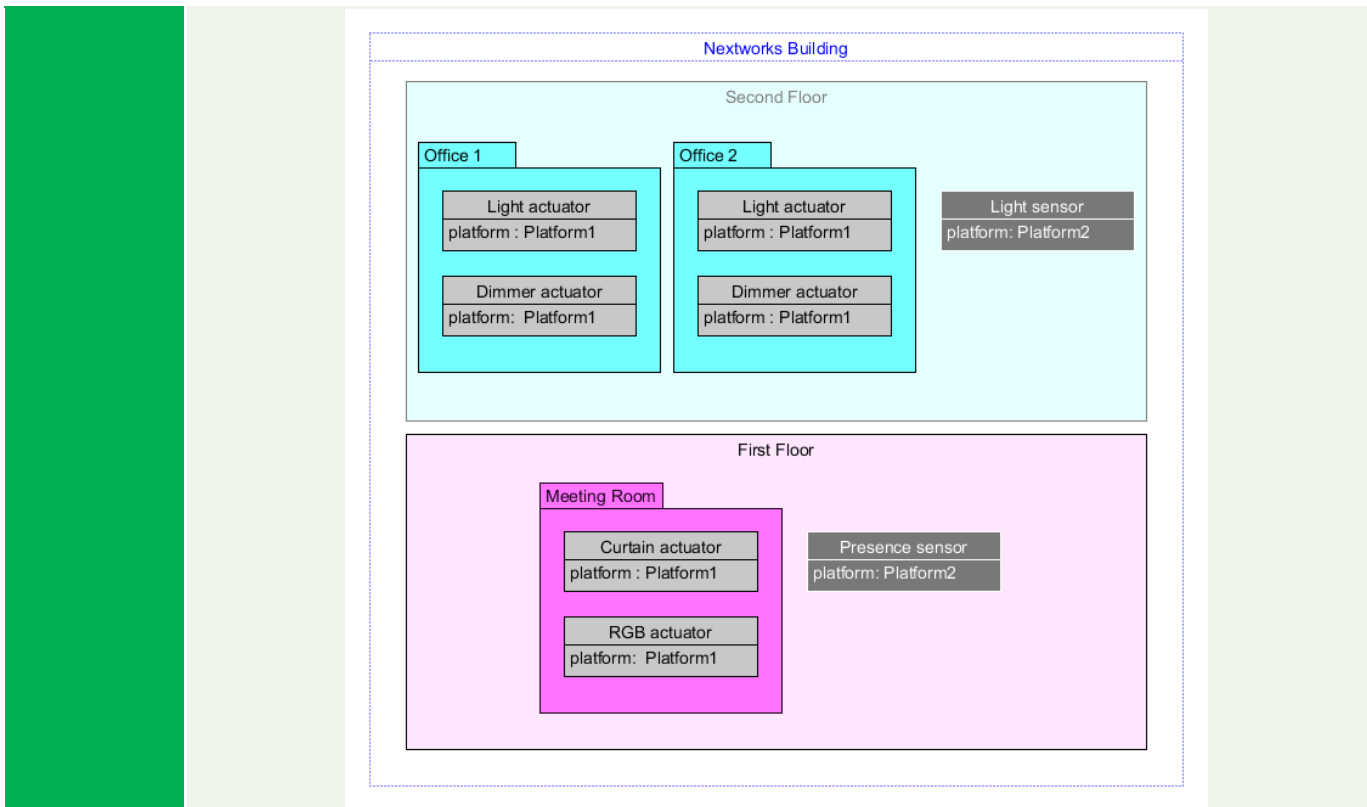 Nextworks Building
Second Floor
Office 1
Light actuator
platform : Platform1
Dimmer actuator
platform:  Platform1
Office 2
Light actuator
platform : Platform1
Dimmer actuator
platform : Platform1
Light sensor
platform: Platform2
First Floor
Meeting Room
Curtain actuator
platform : Platform1
RGB actuator
platform:  Platform1
Presence sensor
platform: Platform2